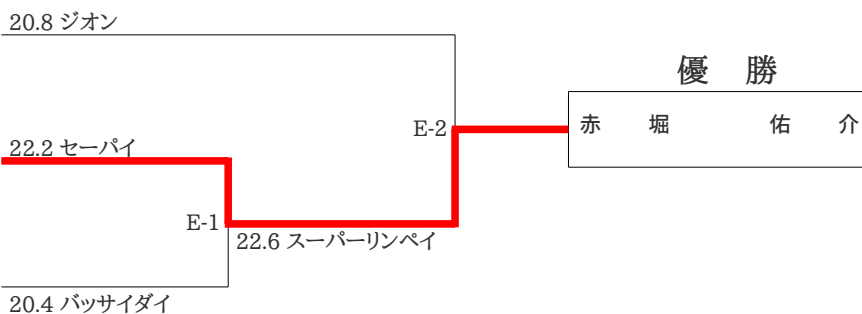 20.8 ジオン
優 勝
E-2
赤 堀 佑 介
22.2 セーパイ
E-1
22.6 スーパーリンペイ
20.4 バッサイダイ